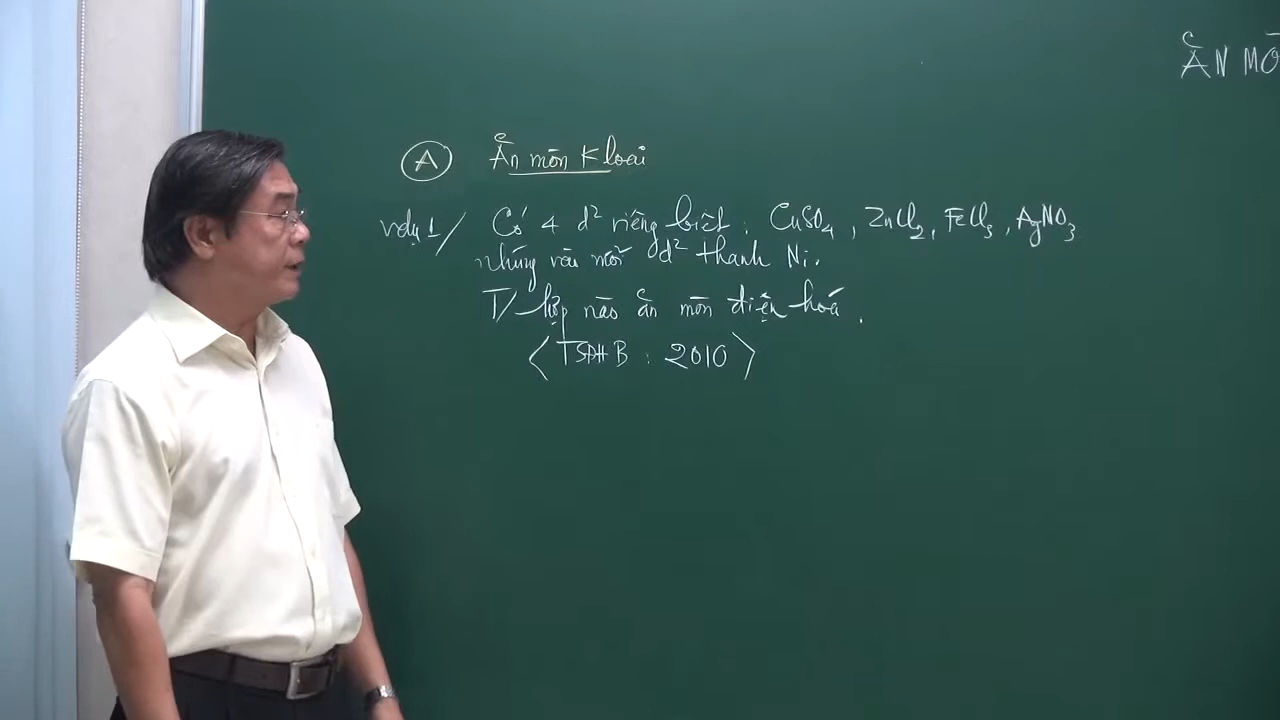 ĂN MÒ
A Ăn mòn Kloại
vdụ 1/ Có 4 d² riêng biệt: CuSO₄, ZnCl₂, FeCl₃, AgNO₃
nhúng vào mỗi d² thanh Ni.
T/hợp nào ăn mòn điện hoá.
<TSĐH B: 2010>